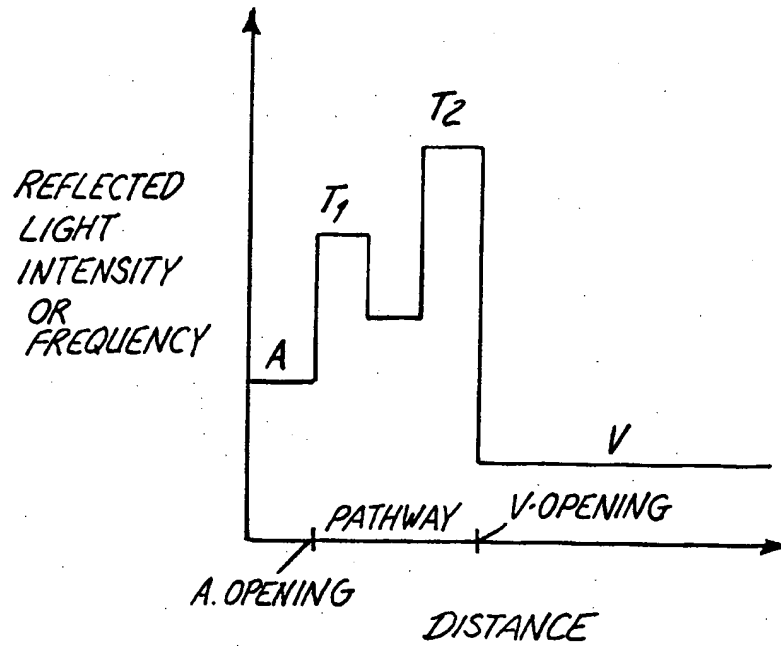 T2
T1
REFLECTED
LIGHT
INTENSITY
OR
FREQUENCY
A
V
PATHWAY
V-OPENING
A. OPENING
DISTANCE